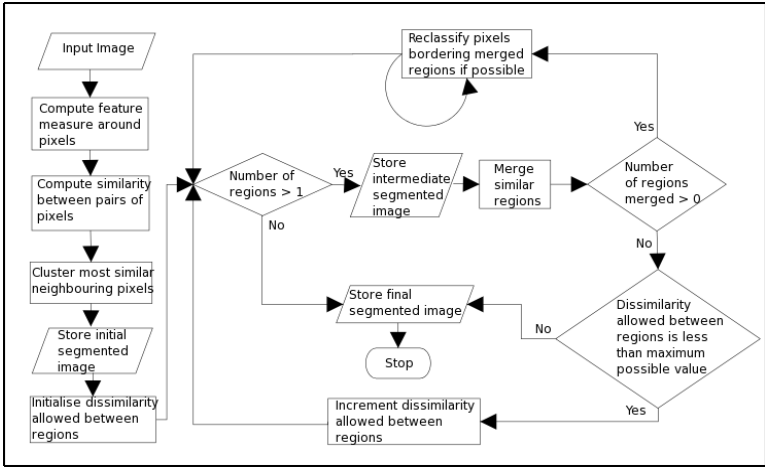 Input Image
Compute feature
measure around
pixels
Compute similarity
between pairs of
pixels
Cluster most similar
neighbouring pixels
Store initial
segmented
image
Initialise dissimilarity
allowed between
regions
Number of
regions > 1
Yes
No
Store
intermediate
segmented
image
Merge
similar
regions
Number
of regions
merged > 0
Yes
No
Reclassify pixels
bordering merged
regions if possible
Dissimilarity
allowed between
regions is less
than maximum
possible value
No
Yes
Store final
segmented image
Stop
Increment dissimilarity
allowed between
regions